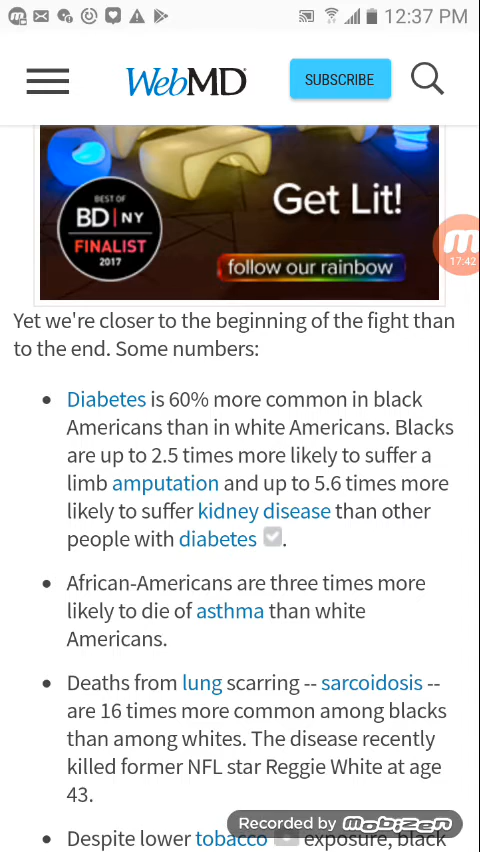 12:37 PM
WebMD
SUBSCRIBE
BEST OF
BD|NY
FINALIST
2017
Get Lit!
follow our rainbow
17:42
Yet we're closer to the beginning of the fight than
to the end. Some numbers:
• Diabetes is 60% more common in black
Americans than in white Americans. Blacks
are up to 2.5 times more likely to suffer a
limb amputation and up to 5.6 times more
likely to suffer kidney disease than other
people with diabetes.
• African-Americans are three times more
likely to die of asthma than white
Americans.
• Deaths from lung scarring -- sarcoidosis --
are 16 times more common among blacks
than among whites. The disease recently
killed former NFL star Reggie White at age
43.
Recorded by Mobizen
• Despite lower tobacco exposure, black